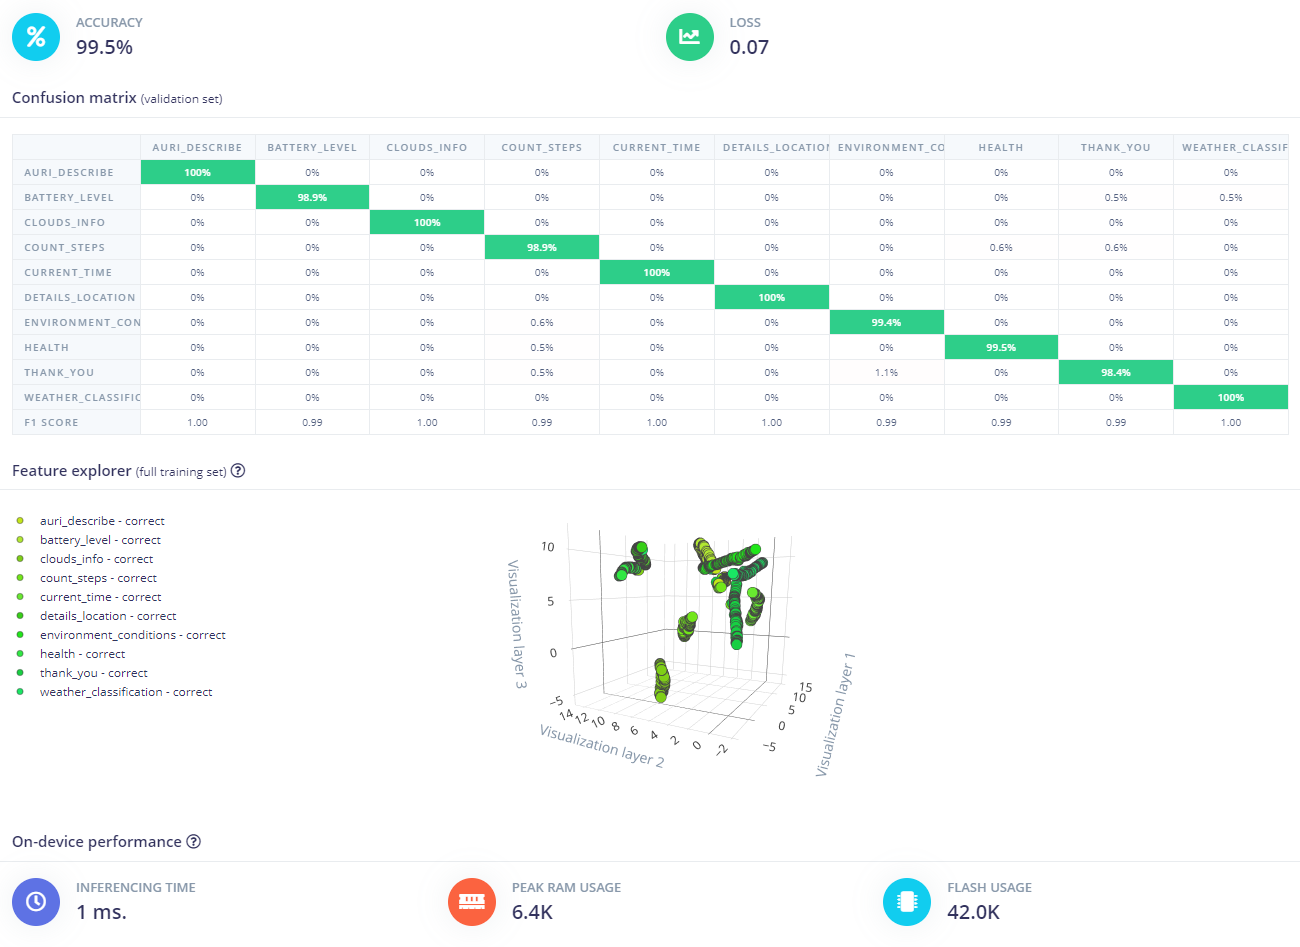 ACCURACY
99.5%
LOSS
0.07
Confusion matrix (validation set)
AURI_DESCRIBE BATTERY_LEVEL CLOUDS_INFO COUNT_STEPS CURRENT_TIME DETAILS_LOCATION ENVIRONMENT_CO HEALTH THANK_YOU WEATHER_CLASSIF
AURI_DESCRIBE 100% 0% 0% 0% 0% 0% 0% 0% 0% 0%
BATTERY_LEVEL 0% 98.9% 0% 0% 0% 0% 0% 0% 0.5% 0.5%
CLOUDS_INFO 0% 0% 100% 0% 0% 0% 0% 0% 0% 0%
COUNT_STEPS 0% 0% 0% 98.9% 0% 0% 0% 0.6% 0.6% 0%
CURRENT_TIME 0% 0% 0% 0% 100% 0% 0% 0% 0% 0%
DETAILS_LOCATION 0% 0% 0% 0% 0% 100% 0% 0% 0% 0%
ENVIRONMENT_CON 0% 0% 0% 0.6% 0% 0% 99.4% 0% 0% 0%
HEALTH 0% 0% 0% 0.5% 0% 0% 0% 99.5% 0% 0%
THANK_YOU 0% 0% 0% 0.5% 0% 0% 1.1% 0% 98.4% 0%
WEATHER_CLASSIFIC 0% 0% 0% 0% 0% 0% 0% 0% 0% 100%
F1 SCORE 1.00 0.99 1.00 0.99 1.00 1.00 0.99 0.99 0.99 1.00
Feature explorer (full training set) ?
auri_describe - correct
battery_level - correct
clouds_info - correct
count_steps - correct
current_time - correct
details_location - correct
environment_conditions - correct
health - correct
thank_you - correct
weather_classification - correct
10
5
0
−5
Visualization layer 3
14 12 10 8 6 4 2 0 −2
Visualization layer 2
15
10
5
0
−5
Visualization layer 1
On-device performance ?
INFERENCING TIME
1 ms.
PEAK RAM USAGE
6.4K
FLASH USAGE
42.0K